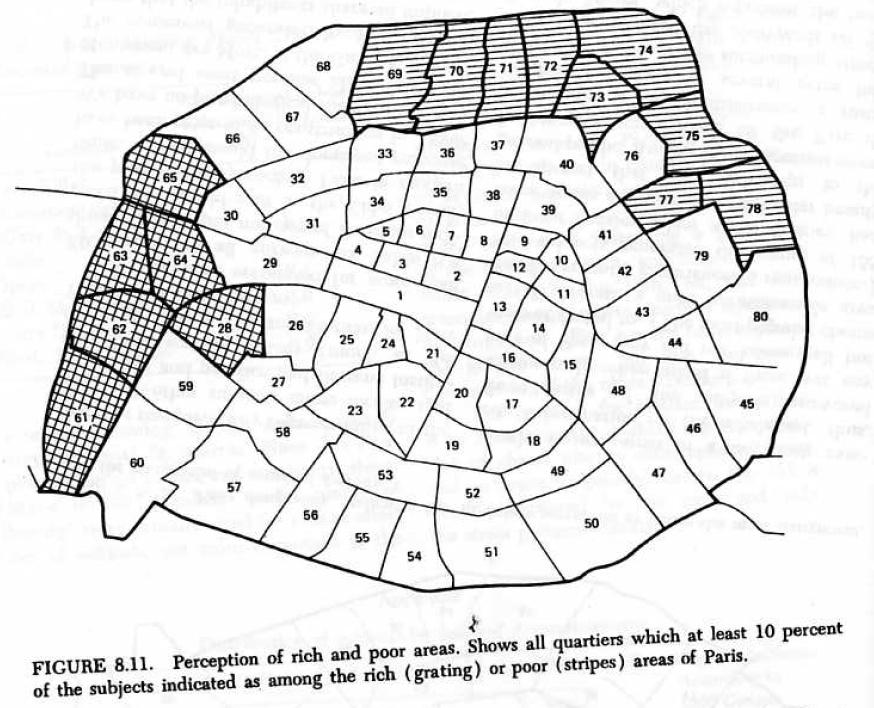 68
69 70 71 72 74
73
67
66
75
33 36 37 40 76
65
32
34 35 38
77 78
30 31
39
5 6 7 8 9
41
4
63 64 29 3 2 12 10 42 79
1
11
13 43 80
62 28 26 14
25 24
21 16 15 44
59 27
20 48
61 23 22 17 45
58 46
19 18
60 53 49 47
57
52
56 50
55 54 51
FIGURE 8.11. Perception of rich and poor areas. Shows all quartiers which at least 10 percent
of the subjects indicated as among the rich (grating) or poor (stripes) areas of Paris.